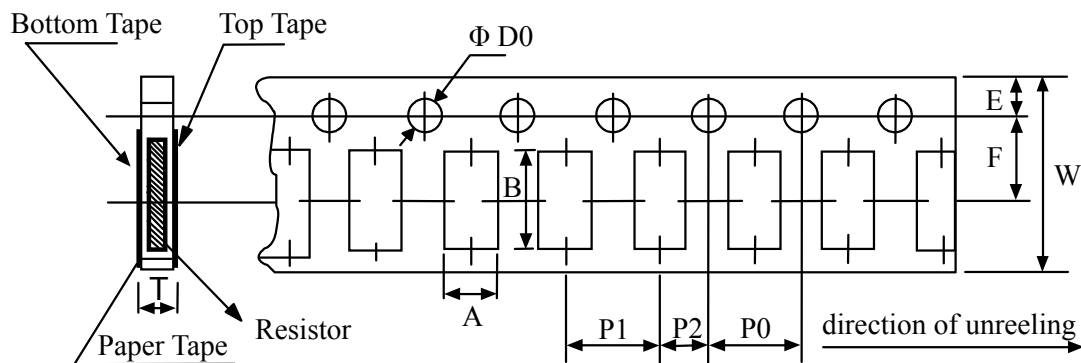 Bottom Tape
Top Tape
Φ D0
E
F
W
B
T
A
Resistor
Paper Tape
P1
P2
P0
direction of unreeling